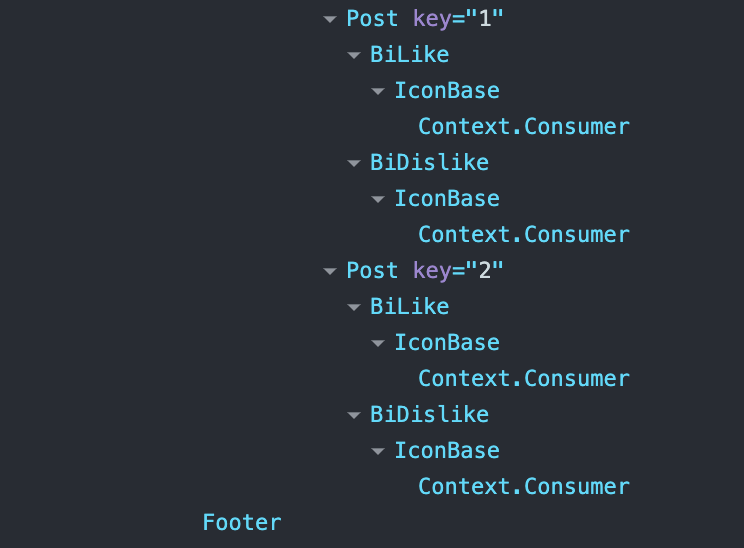 Post key="1"
BiLike
IconBase
Context.Consumer
BiDislike
IconBase
Context.Consumer
Post key="2"
BiLike
IconBase
Context.Consumer
BiDislike
IconBase
Context.Consumer
Footer